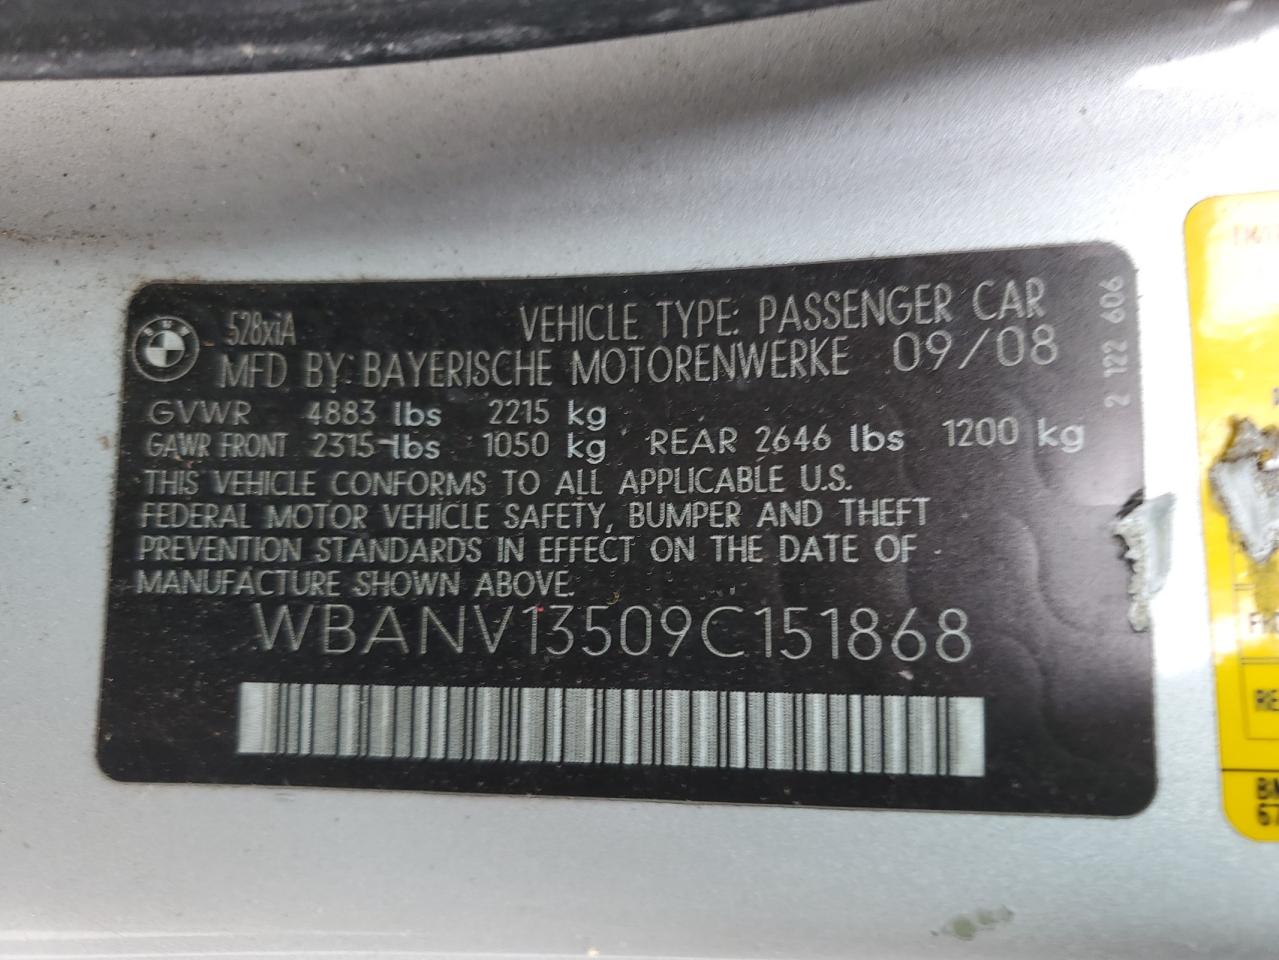 BMW
528xiA
VEHICLE TYPE: PASSENGER CAR
MFD BY: BAYERISCHE MOTORENWERKE 09/08
GVWR 4883 lbs 2215 kg
GAWR FRONT 2315 lbs 1050 kg REAR 2646 lbs 1200 kg
THIS VEHICLE CONFORMS TO ALL APPLICABLE U.S.
FEDERAL MOTOR VEHICLE SAFETY, BUMPER AND THEFT
PREVENTION STANDARDS IN EFFECT ON THE DATE OF
MANUFACTURE SHOWN ABOVE.
WBANV13509C151868
2 122 606